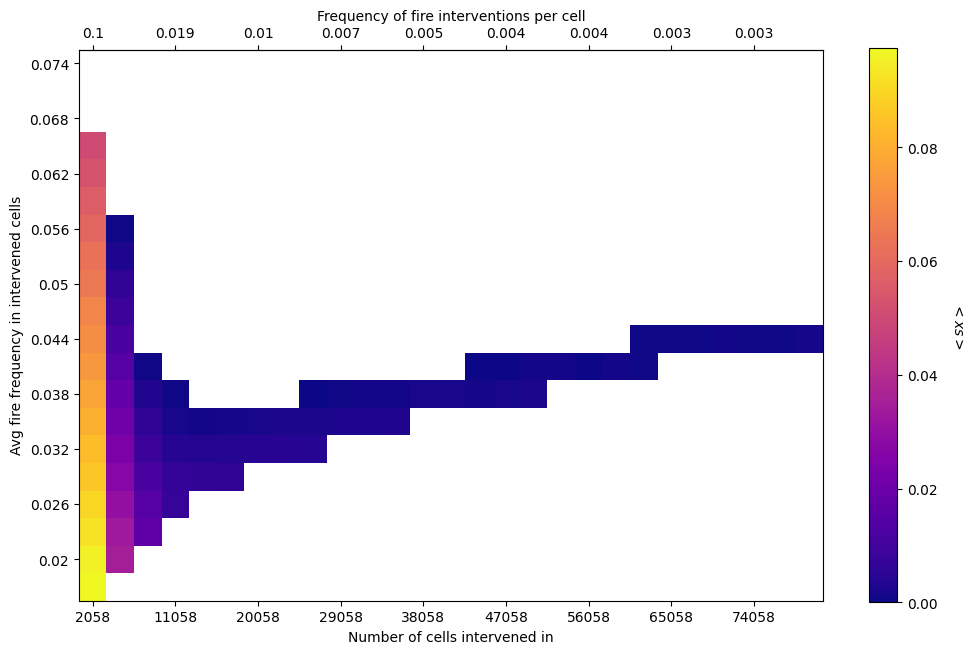 Frequency of fire interventions per cell
0.1 0.019 0.01 0.007 0.005 0.004 0.004 0.003 0.003
Avg fire frequency in intervened cells
0.074
0.068
0.062
0.056
0.05
0.044
0.038
0.032
0.026
0.02
2058 11058 20058 29058 38058 47058 56058 65058 74058
Number of cells intervened in
0.08
0.06
0.04
0.02
0.00
< sx >